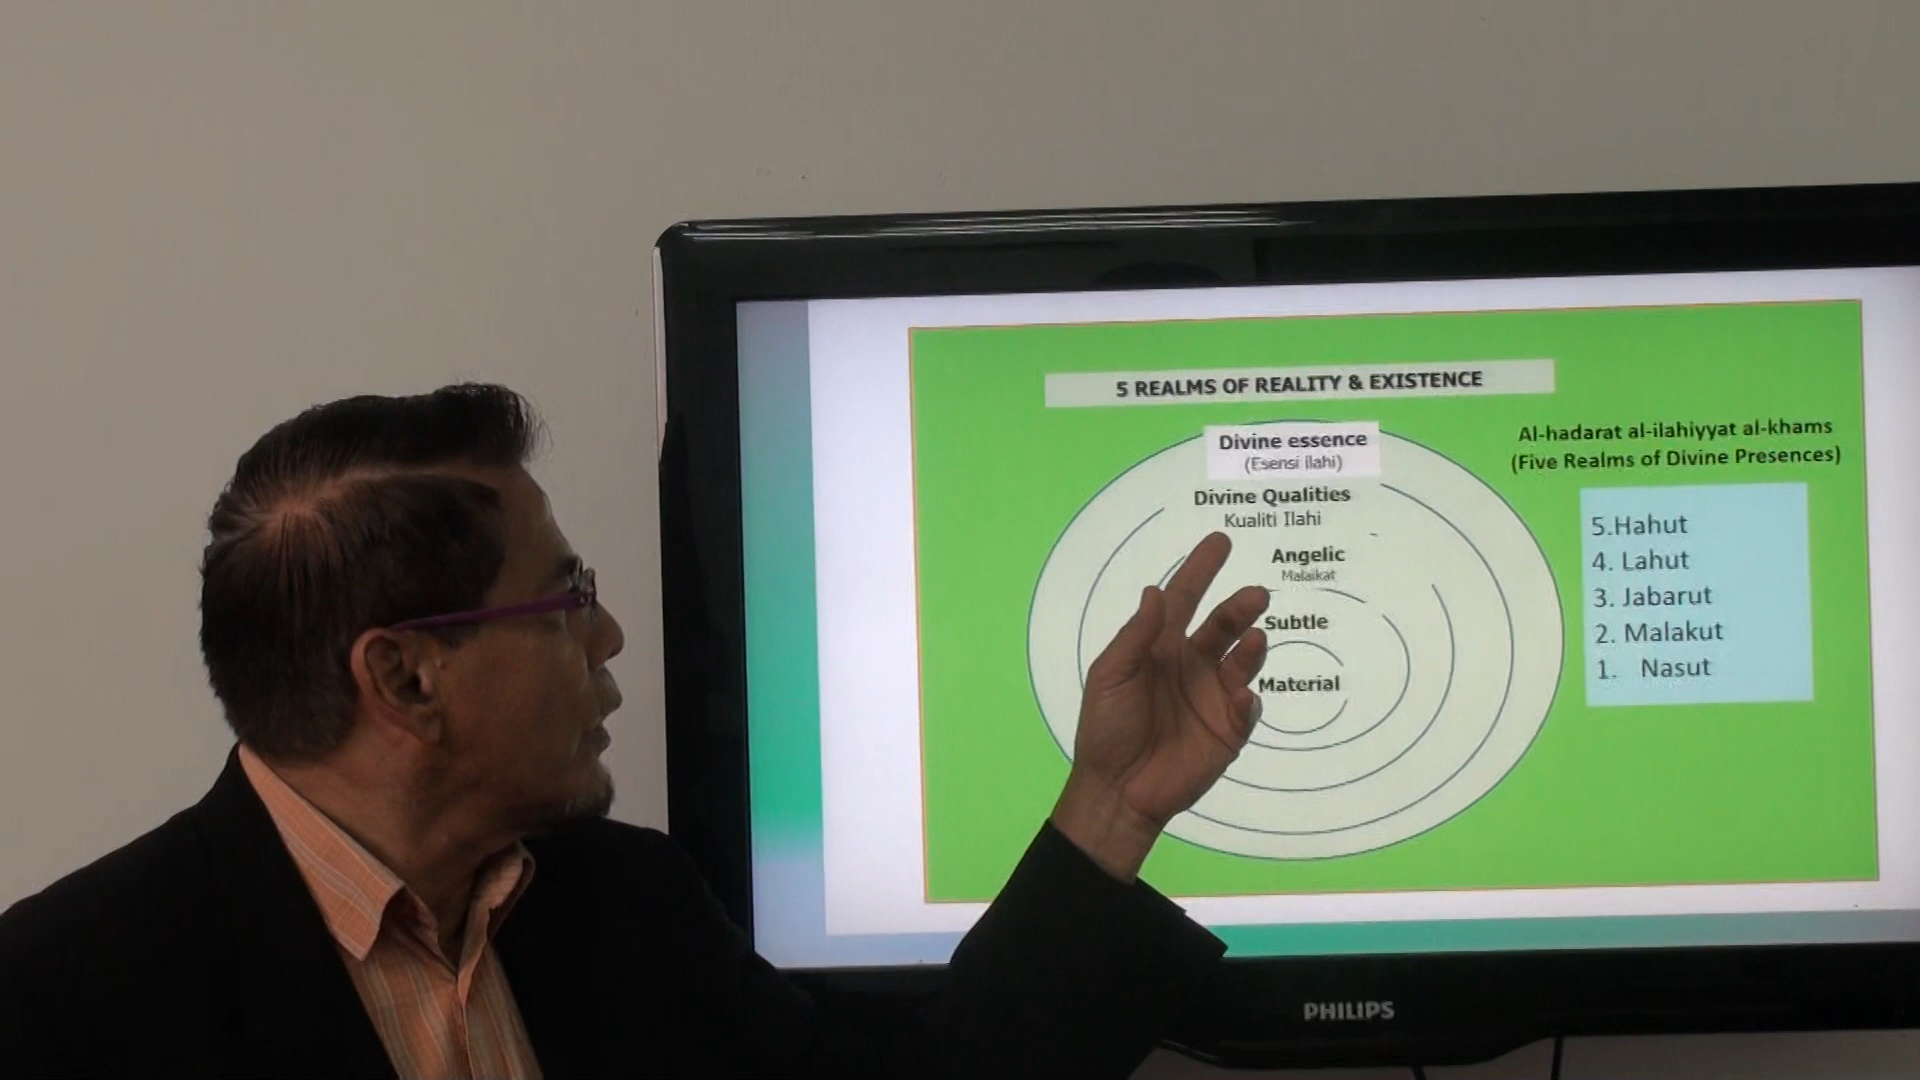 5 REALMS OF REALITY & EXISTENCE
Divine essence
(Esensi ilahi)
Divine Qualities
Kualiti Ilahi
Angelic
Malaikat
Subtle
Material
Al-hadarat al-ilahiyyat al-khams
(Five Realms of Divine Presences)
5.Hahut
4. Lahut
3. Jabarut
2. Malakut
1. Nasut
PHILIPS